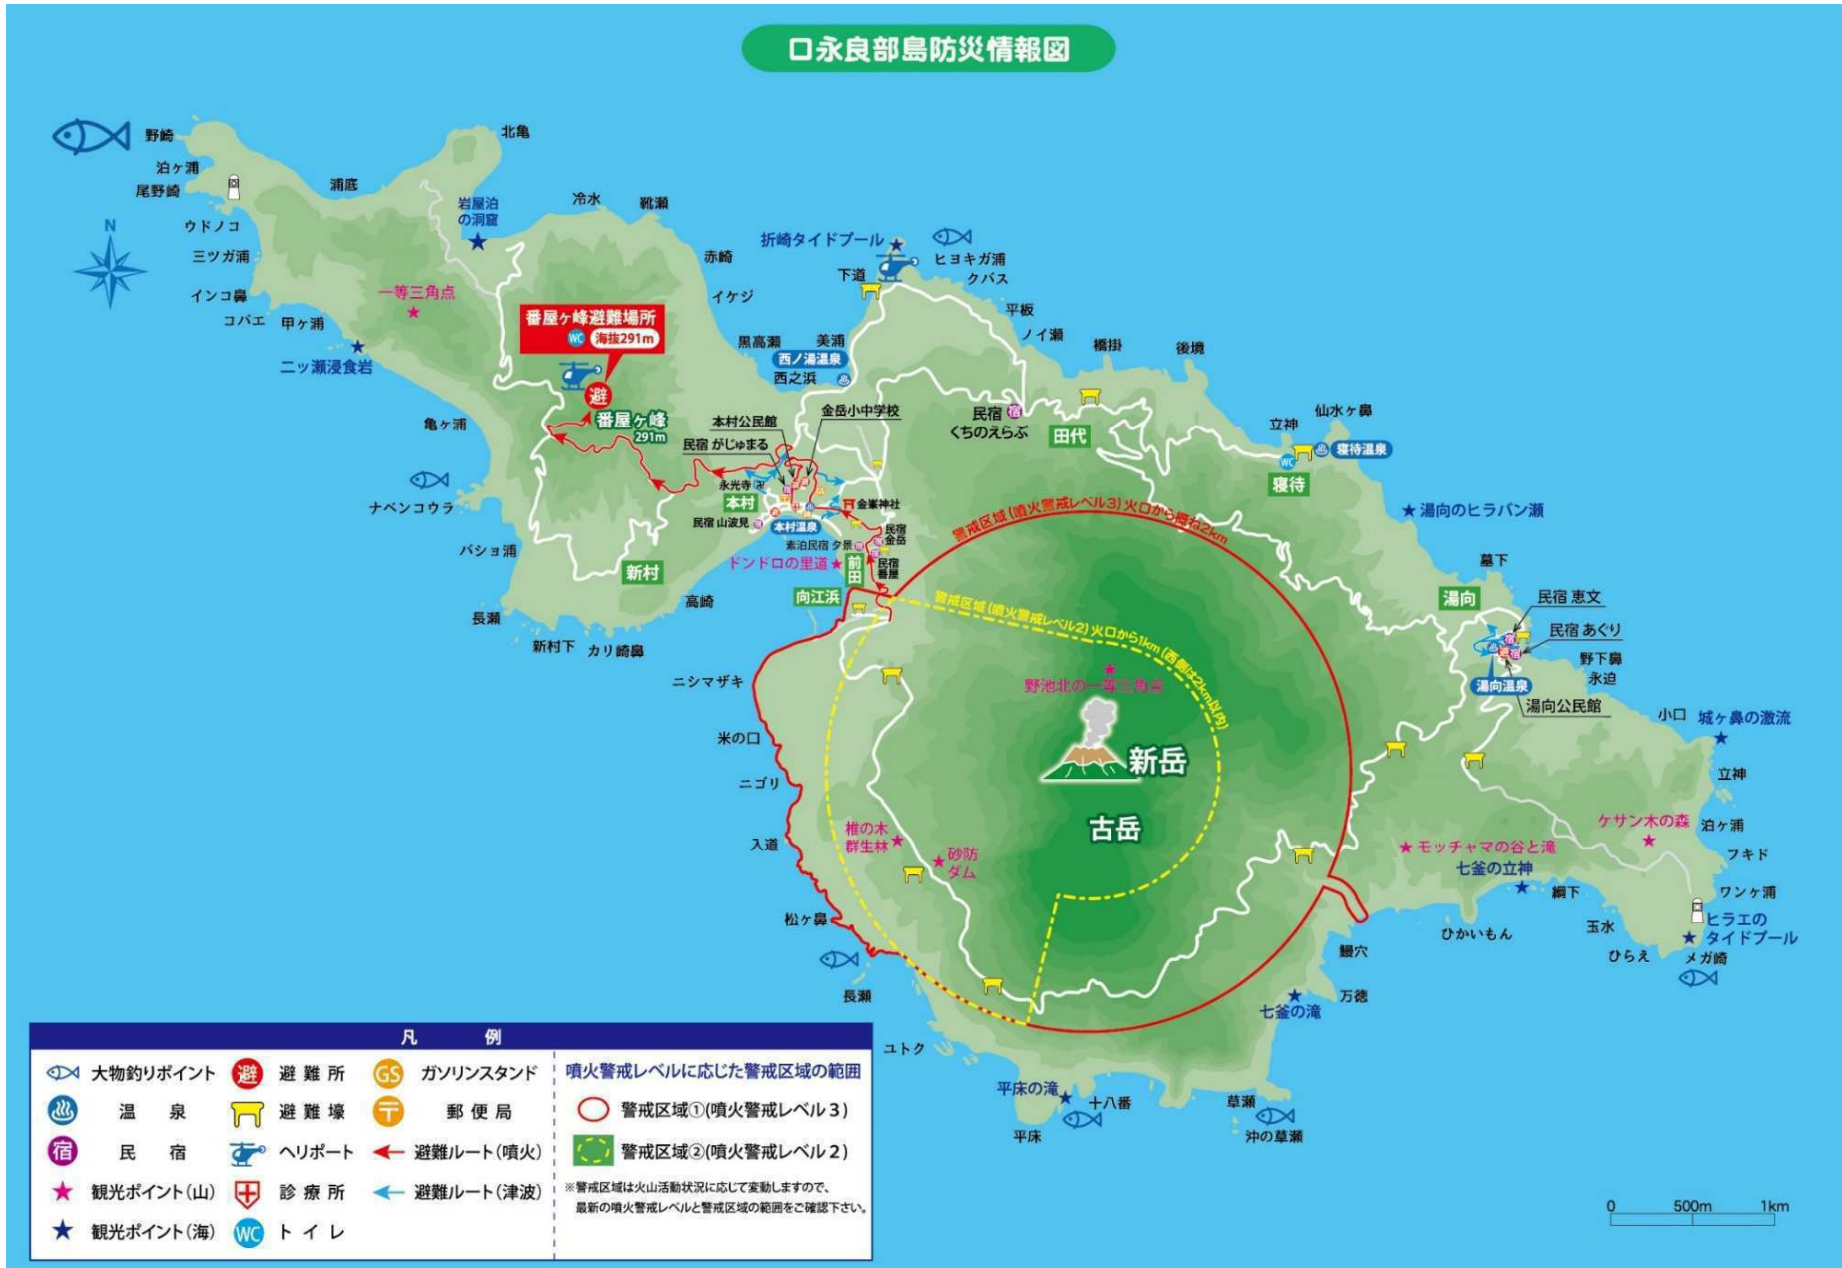 口永良部島防災情報図
野崎
北亀
泊ヶ浦
尾野崎
浦底
岩屋泊
の洞窟
冷水
靴瀬
ウドノコ
N
三ツガ浦
赤崎
折崎タイドプール
ヒヨキガ浦
下道
クバス
インコ鼻
一等三角点
イケジ
平板
コバエ
甲ヶ浦
番屋ヶ峰避難場所
WC 海抜291m
ノイ瀬
黒高瀬
美浦
橋掛
後境
二ッ瀬浸食岩
西ノ湯温泉
西之浜
避
番屋ヶ峰
291m
亀ヶ浦
本村公民館
金岳小中学校
民宿 宿
くちのえらぶ
田代
立神
仙水ヶ鼻
民宿 がじゅまる
WC
寝待温泉
永光寺
寝待
ナベンコウラ
本村
金峯神社
民宿 山波見
本村温泉
警戒区域(噴火警戒レベル3)火口から概ね2km
湯向のヒラバン瀬
民宿
金岳
バショ浦
素泊民宿 夕景
ドンドロの里道
前田
民宿
番屋
墓下
新村
向江浜
警戒区域(噴火警戒レベル2)火口から1km(西側は2km以内)
湯向
民宿 恵文
高崎
長瀬
民宿 あぐり
新村下
カリ崎鼻
野下鼻
永迫
ニシマザキ
野池北の一等三角点
湯向温泉
湯向公民館
小口
城ヶ鼻の激流
米の口
新岳
ニゴリ
立神
古岳
椎の木
群生林
砂防
ダム
ケサン木の森
泊ヶ浦
入道
モッチャマの谷と滝
フキド
七釜の立神
綱下
ワンヶ浦
松ヶ鼻
ひかいもん
玉水
ヒラエの
タイドプール
鰻穴
ひらえ
メガ崎
長瀬
万徳
七釜の滝
ユトク
平床の滝
十八番
草瀬
平床
沖の草瀬
凡 例
大物釣りポイント
避 避難所
GS ガソリンスタンド
噴火警戒レベルに応じた警戒区域の範囲
温泉
避難壕
〒 郵便局
警戒区域①(噴火警戒レベル3)
宿 民宿
ヘリポート
避難ルート(噴火)
警戒区域②(噴火警戒レベル2)
観光ポイント(山)
診療所
避難ルート(津波)
※警戒区域は火山活動状況に応じて変動しますので、
最新の噴火警戒レベルと警戒区域の範囲をご確認下さい。
観光ポイント(海)
WC トイレ
0 500m 1km